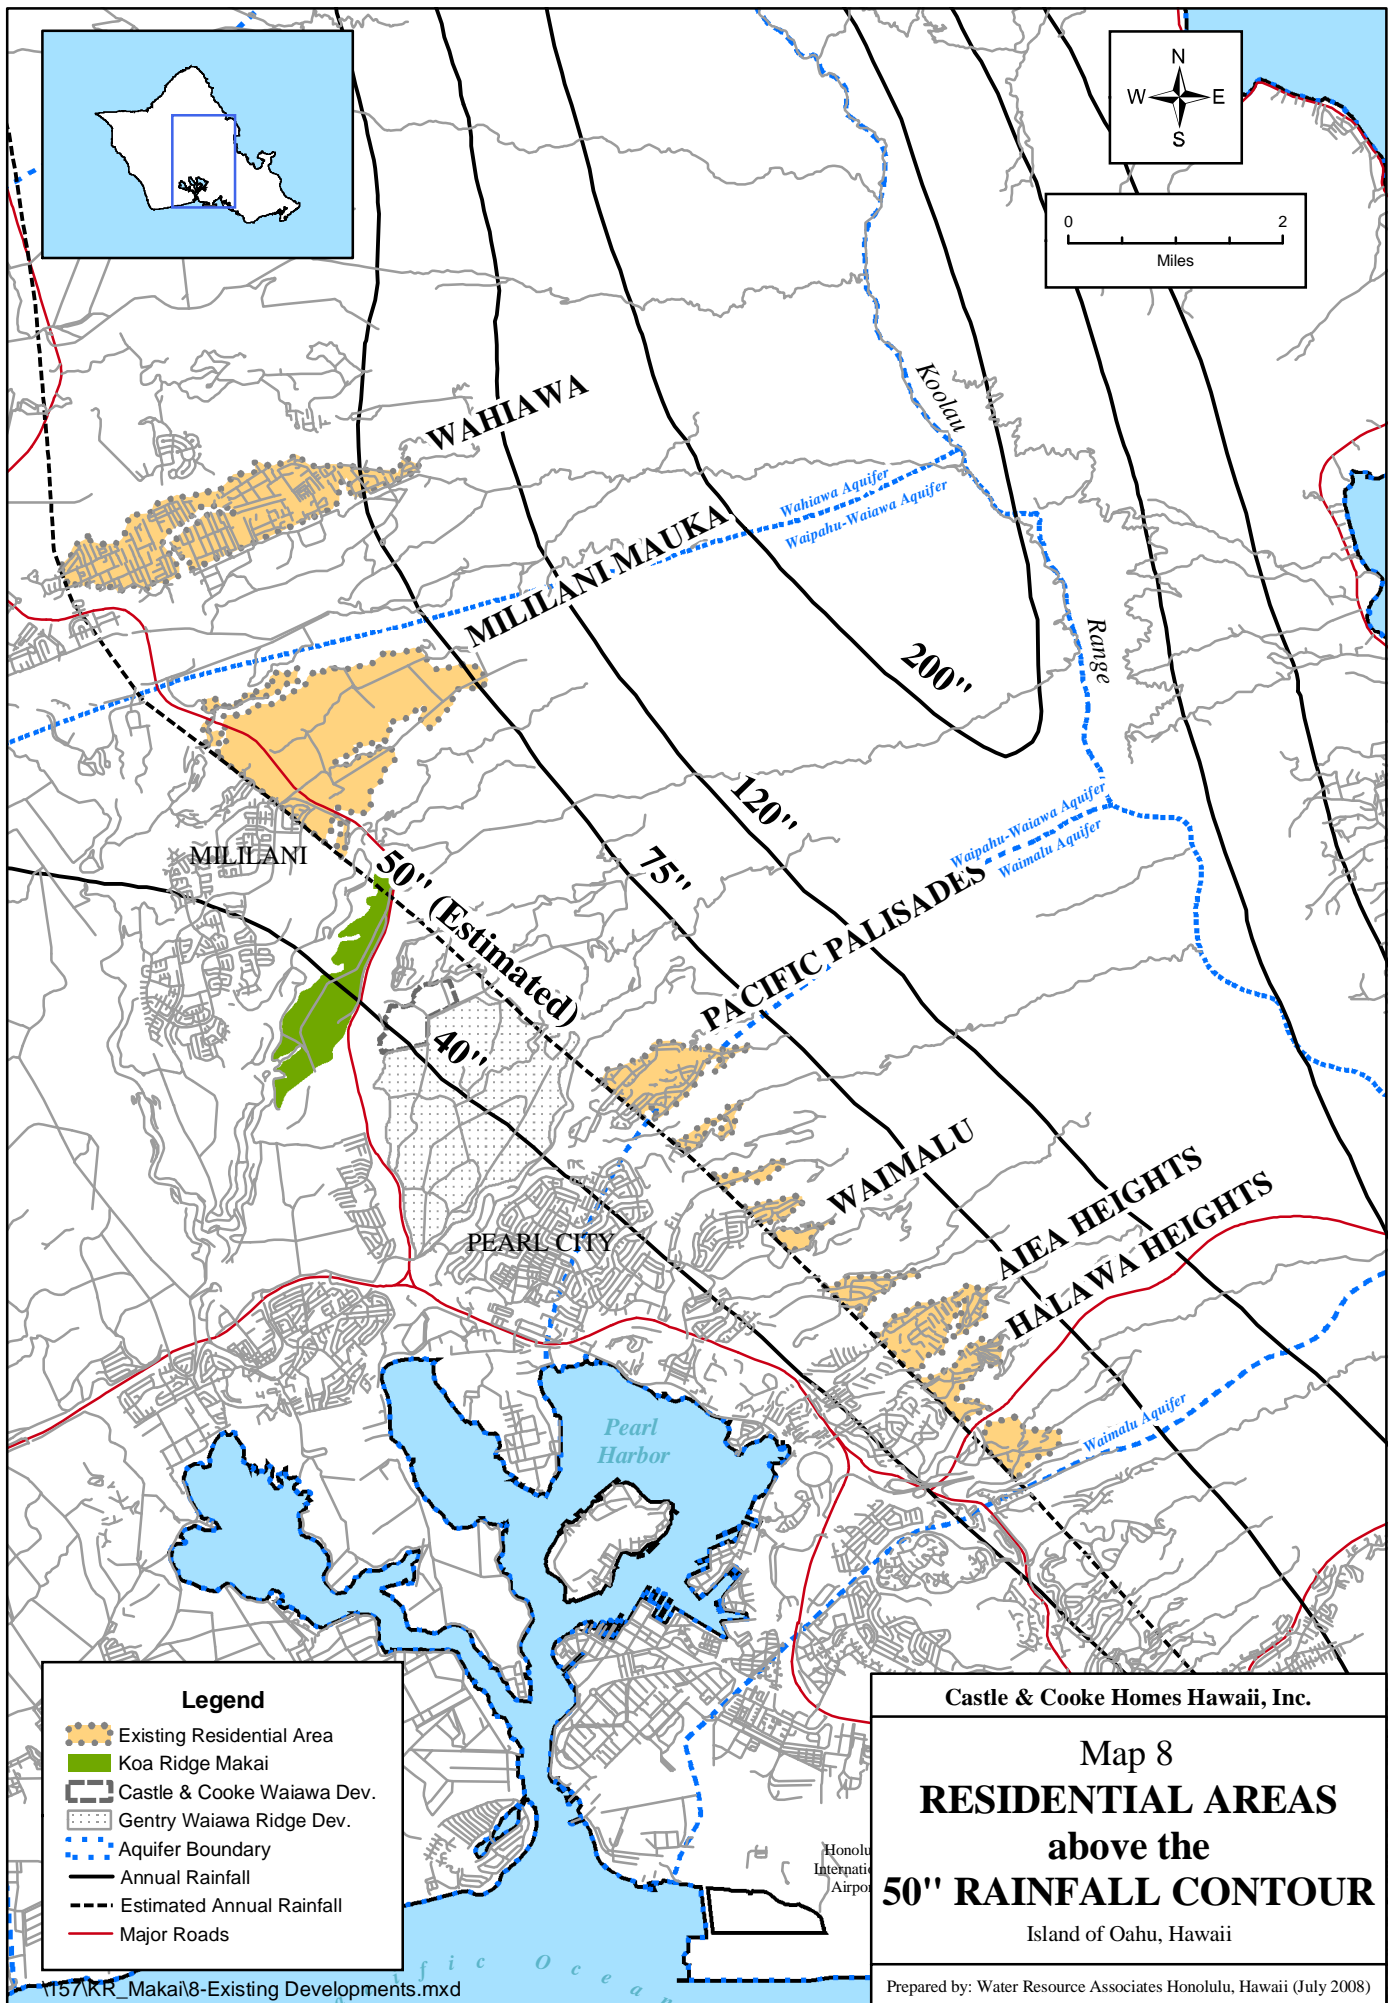 N
W E
S
0 2
Miles
Koolau
WAHIAWA
Wahiawa Aquifer
Waipahu-Waiawa Aquifer
MILILANI MAUKA
Range
200"
120"
75"
Waipahu-Waiawa Aquifer
Waimalu Aquifer
MILILANI
50" (Estimated)
PACIFIC PALISADES
40"
WAIMALU
AIEA HEIGHTS
HALAWA HEIGHTS
PEARL CITY
Waimalu Aquifer
Pearl
Harbor
Honolu
Internatio
Airpor
ific Ocean
Legend
Existing Residential Area
Koa Ridge Makai
Castle & Cooke Waiawa Dev.
Gentry Waiawa Ridge Dev.
Aquifer Boundary
Annual Rainfall
Estimated Annual Rainfall
Major Roads
\157\KR_Makai\8-Existing Developments.mxd
Castle & Cooke Homes Hawaii, Inc.
Map 8
RESIDENTIAL AREAS
above the
50" RAINFALL CONTOUR
Island of Oahu, Hawaii
Prepared by: Water Resource Associates Honolulu, Hawaii (July 2008)